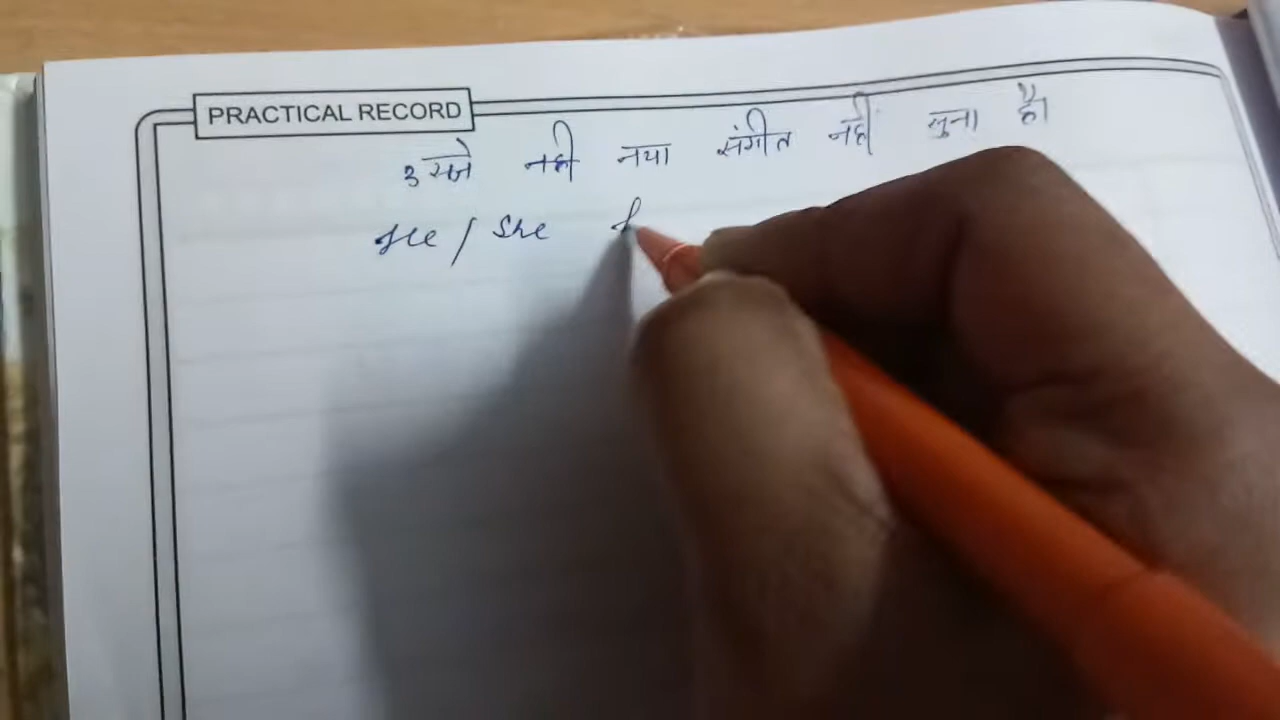 PRACTICAL RECORD
उसने नही नया संगीत नही सुना है।
He / She